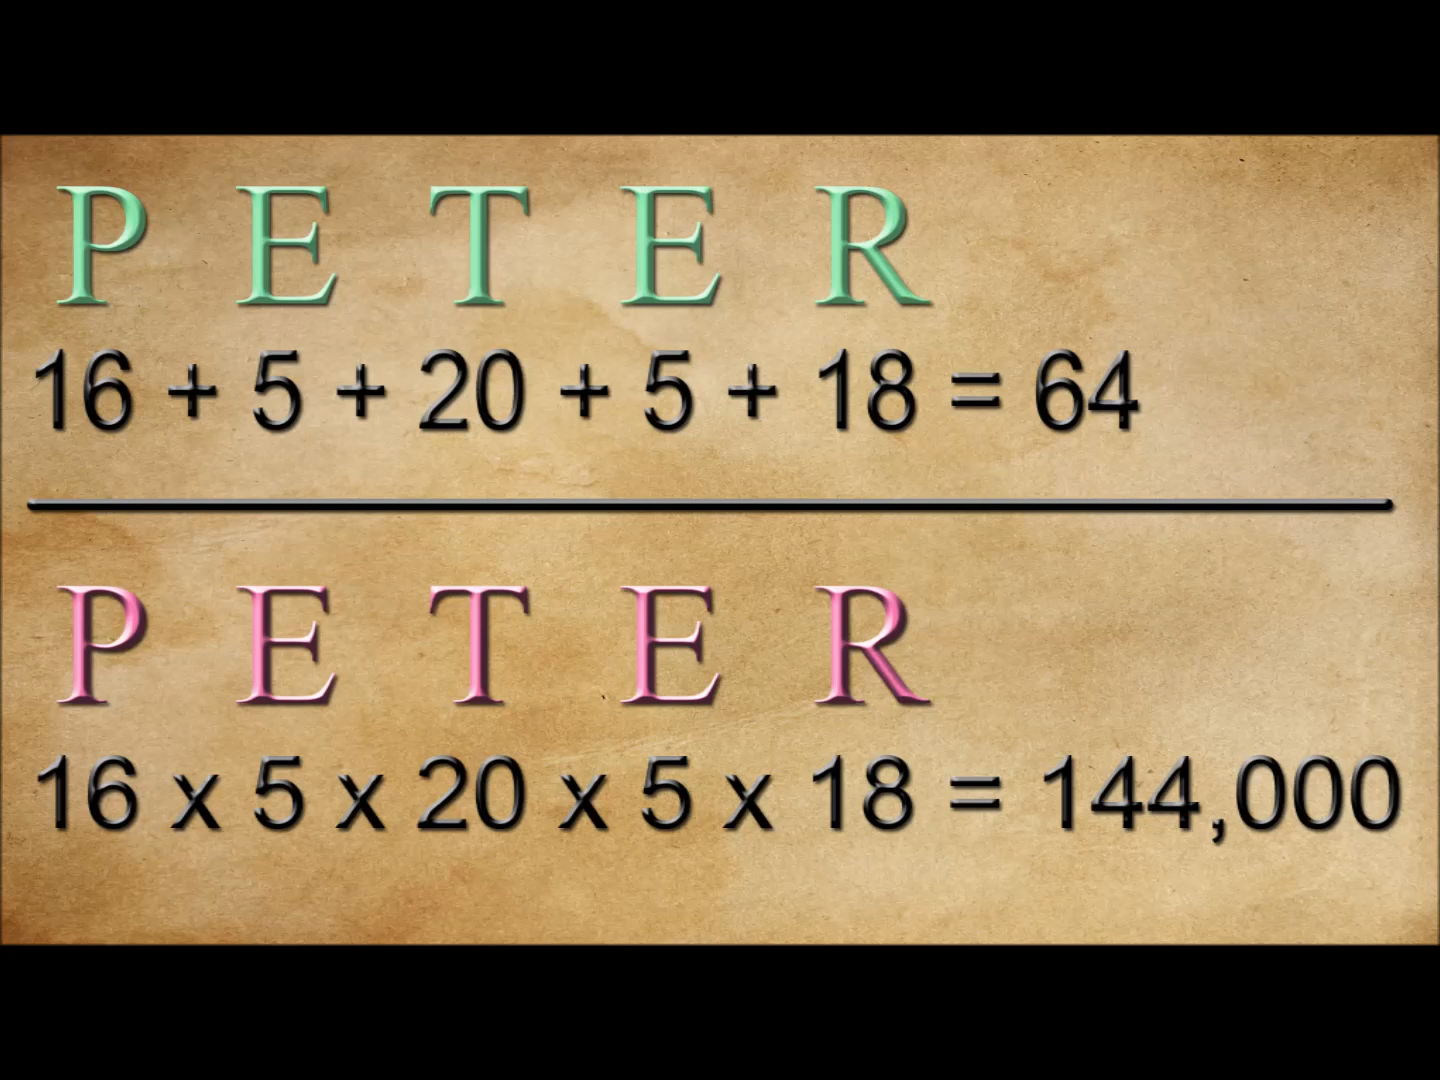 P E T E R
16 + 5 + 20 + 5 + 18 = 64
P E T E R
16 x 5 x 20 x 5 x 18 = 144,000